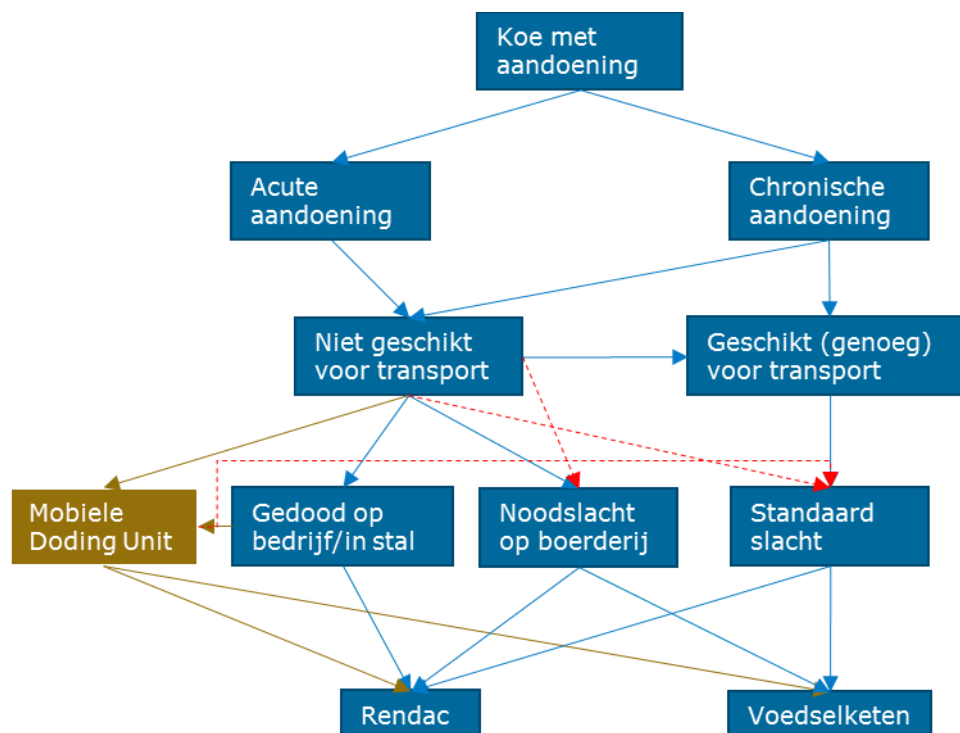 Koe met
aandoening
Acute
aandoening
Chronische
aandoening
Niet geschikt
voor transport
Geschikt (genoeg)
voor transport
Mobiele
Doding Unit
Gedood op
bedrijf/in stal
Noodslacht
op boerderij
Standaard
slacht
Rendac
Voedselketen